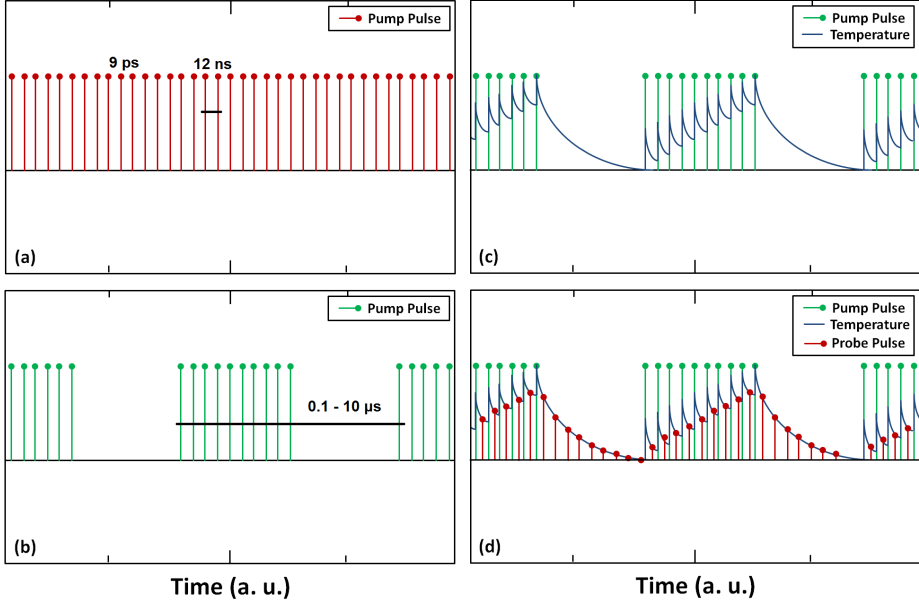 Pump Pulse
9 ps
12 ns
(a)
Pump Pulse
0.1 - 10 µs
(b)
Time (a. u.)
Pump Pulse
Temperature
(c)
Pump Pulse
Temperature
Probe Pulse
(d)
Time (a. u.)